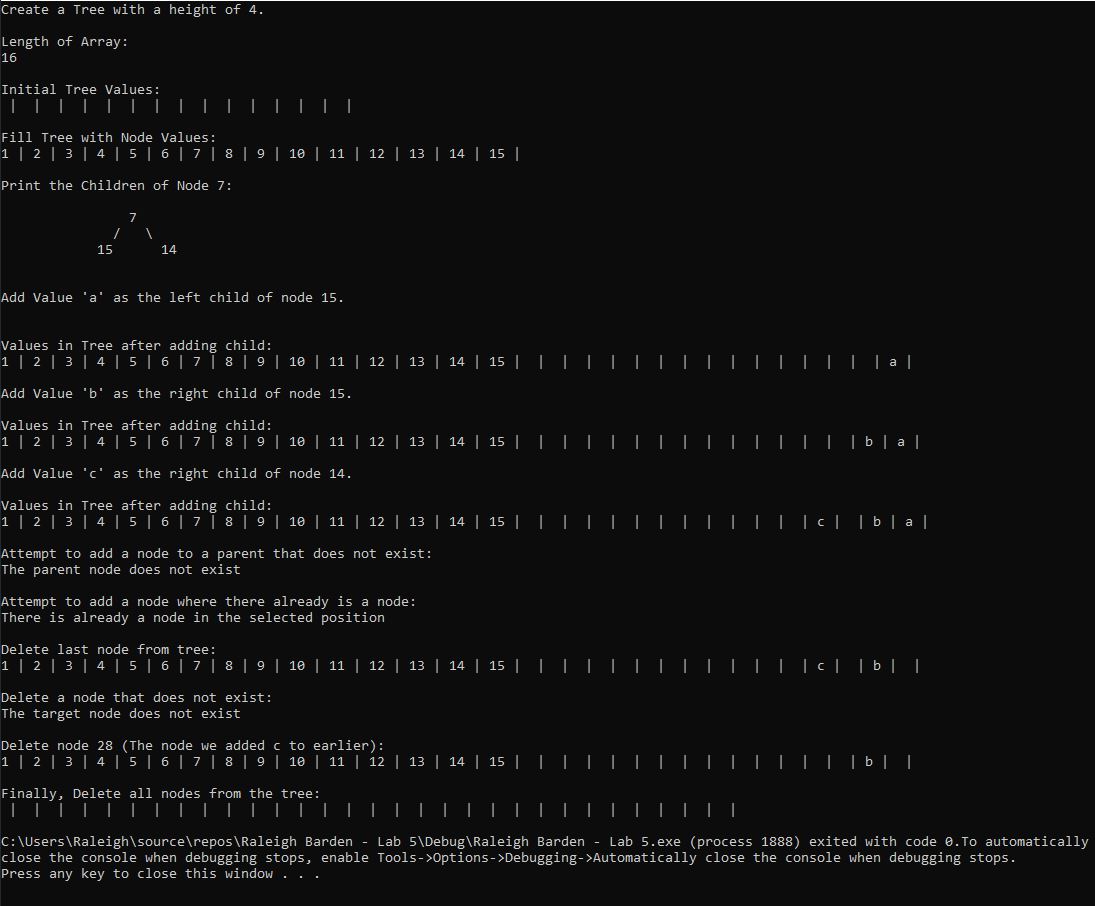 Create a Tree with a height of 4.
Length of Array:
16
Initial Tree Values:
 |  |  |  |  |  |  |  |  |  |  |  |  |  |  |
Fill Tree with Node Values:
1 | 2 | 3 | 4 | 5 | 6 | 7 | 8 | 9 | 10 | 11 | 12 | 13 | 14 | 15 |
Print the Children of Node 7:
7
/   \
15      14
Add Value 'a' as the left child of node 15.
Values in Tree after adding child:
1 | 2 | 3 | 4 | 5 | 6 | 7 | 8 | 9 | 10 | 11 | 12 | 13 | 14 | 15 |  |  |  |  |  |  |  |  |  |  |  |  |  |  |  | a |
Add Value 'b' as the right child of node 15.
Values in Tree after adding child:
1 | 2 | 3 | 4 | 5 | 6 | 7 | 8 | 9 | 10 | 11 | 12 | 13 | 14 | 15 |  |  |  |  |  |  |  |  |  |  |  |  |  |  | b | a |
Add Value 'c' as the right child of node 14.
Values in Tree after adding child:
1 | 2 | 3 | 4 | 5 | 6 | 7 | 8 | 9 | 10 | 11 | 12 | 13 | 14 | 15 |  |  |  |  |  |  |  |  |  |  |  |  | c |  | b | a |
Attempt to add a node to a parent that does not exist:
The parent node does not exist
Attempt to add a node where there already is a node:
There is already a node in the selected position
Delete last node from tree:
1 | 2 | 3 | 4 | 5 | 6 | 7 | 8 | 9 | 10 | 11 | 12 | 13 | 14 | 15 |  |  |  |  |  |  |  |  |  |  |  |  | c |  | b |  |
Delete a node that does not exist:
The target node does not exist
Delete node 28 (The node we added c to earlier):
1 | 2 | 3 | 4 | 5 | 6 | 7 | 8 | 9 | 10 | 11 | 12 | 13 | 14 | 15 |  |  |  |  |  |  |  |  |  |  |  |  |  |  | b |  |
Finally, Delete all nodes from the tree:
 |  |  |  |  |  |  |  |  |  |  |  |  |  |  |  |  |  |  |  |  |  |  |  |  |  |  |  |  |  |  |
C:\Users\Raleigh\source\repos\Raleigh Barden - Lab 5\Debug\Raleigh Barden - Lab 5.exe (process 1888) exited with code 0.To automatically
close the console when debugging stops, enable Tools->Options->Debugging->Automatically close the console when debugging stops.
Press any key to close this window . . .